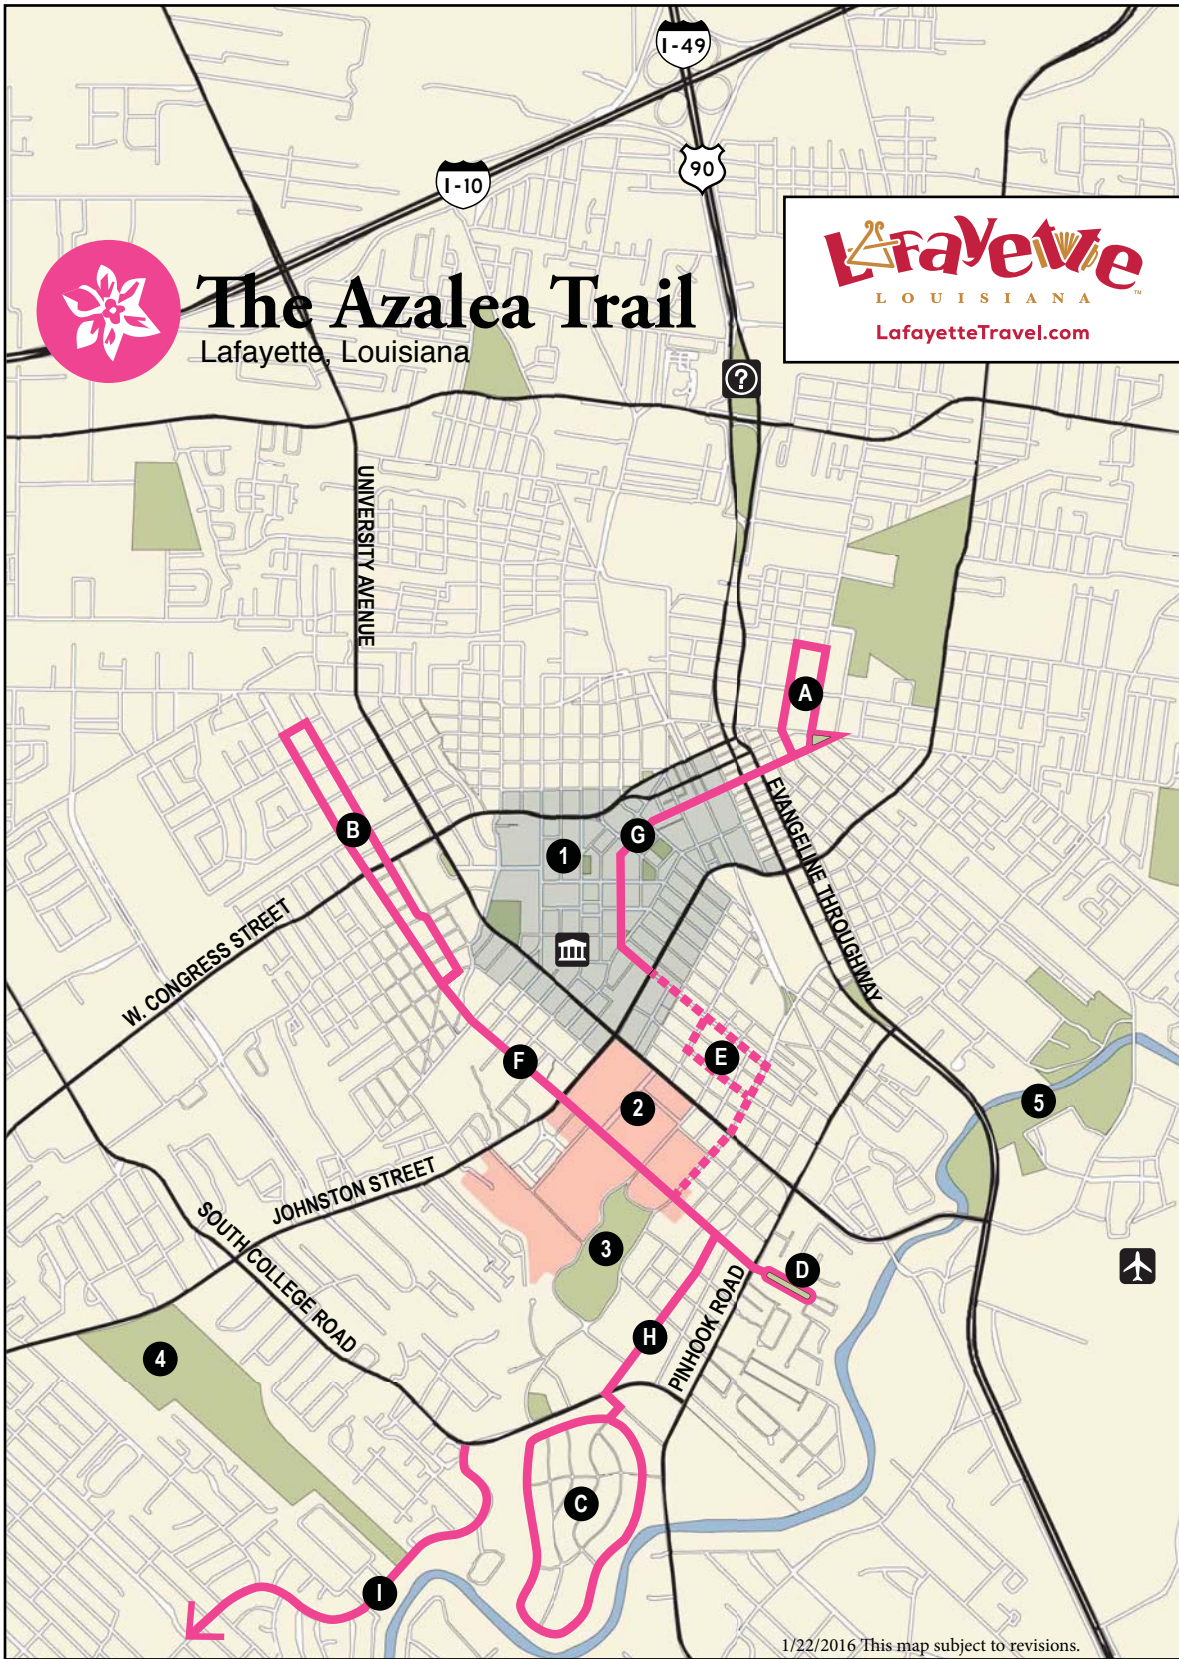 I-49
90
I-10
Lafayette
LOUISIANA
™
LafayetteTravel.com
The Azalea Trail
Lafayette, Louisiana
?
UNIVERSITY AVENUE
A
B
G
1
EVANGELINE THROUGHWAY
W. CONGRESS STREET
F
E
2
5
JOHNSTON STREET
SOUTH COLLEGE ROAD
3
D
PINHOOK ROAD
H
4
C
I
1/22/2016 This map subject to revisions.